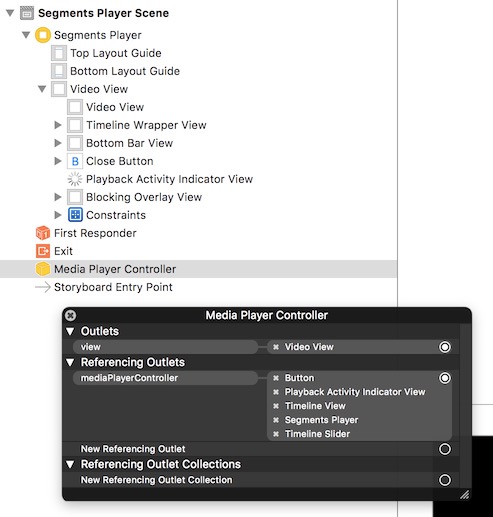 Segments Player Scene
Segments Player
Top Layout Guide
Bottom Layout Guide
Video View
Video View
Timeline Wrapper View
Bottom Bar View
B Close Button
Playback Activity Indicator View
Blocking Overlay View
Constraints
First Responder
Exit
Media Player Controller
Storyboard Entry Point
Media Player Controller
Outlets
view Video View
Referencing Outlets
mediaPlayerController Button
Playback Activity Indicator View
Timeline View
Segments Player
Timeline Slider
New Referencing Outlet
Referencing Outlet Collections
New Referencing Outlet Collection